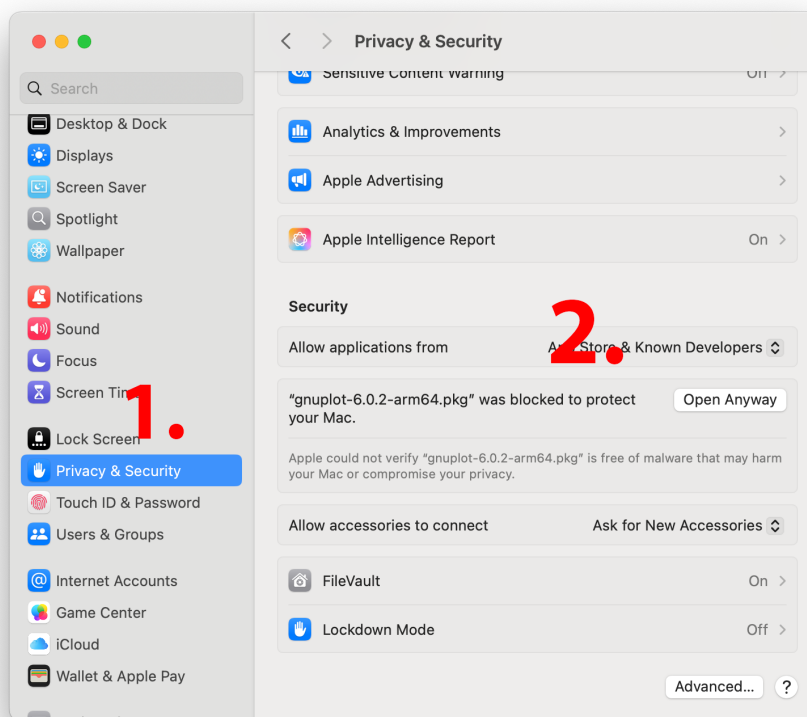 Privacy & Security
Search
Desktop & Dock
Displays
Screen Saver
Spotlight
Wallpaper
Notifications
Sound
Focus
Screen Time
1.
Lock Screen
Privacy & Security
Touch ID & Password
Users & Groups
Internet Accounts
Game Center
iCloud
Wallet & Apple Pay
Sensitive Content Warning Off
Analytics & Improvements
Apple Advertising
Apple Intelligence Report On
Security
2.
Allow applications from App Store & Known Developers
“gnuplot-6.0.2-arm64.pkg” was blocked to protect
your Mac.
Open Anyway
Apple could not verify “gnuplot-6.0.2-arm64.pkg” is free of malware that may harm
your Mac or compromise your privacy.
Allow accessories to connect Ask for New Accessories
FileVault On
Lockdown Mode Off
Advanced...
?